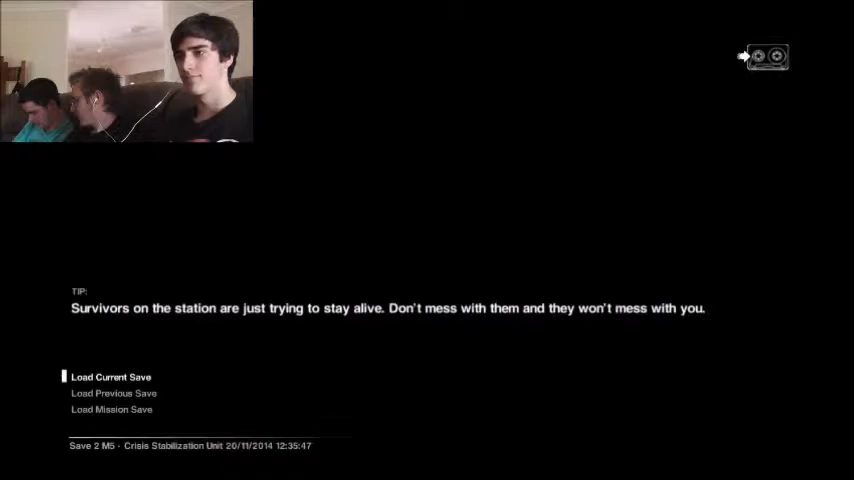 TIP:
Survivors on the station are just trying to stay alive. Don't mess with them and they won't mess with you.
Load Current Save
Load Previous Save
Load Mission Save
Save 2 M5 - Crisis Stabilization Unit 20/11/2014 12:35:47